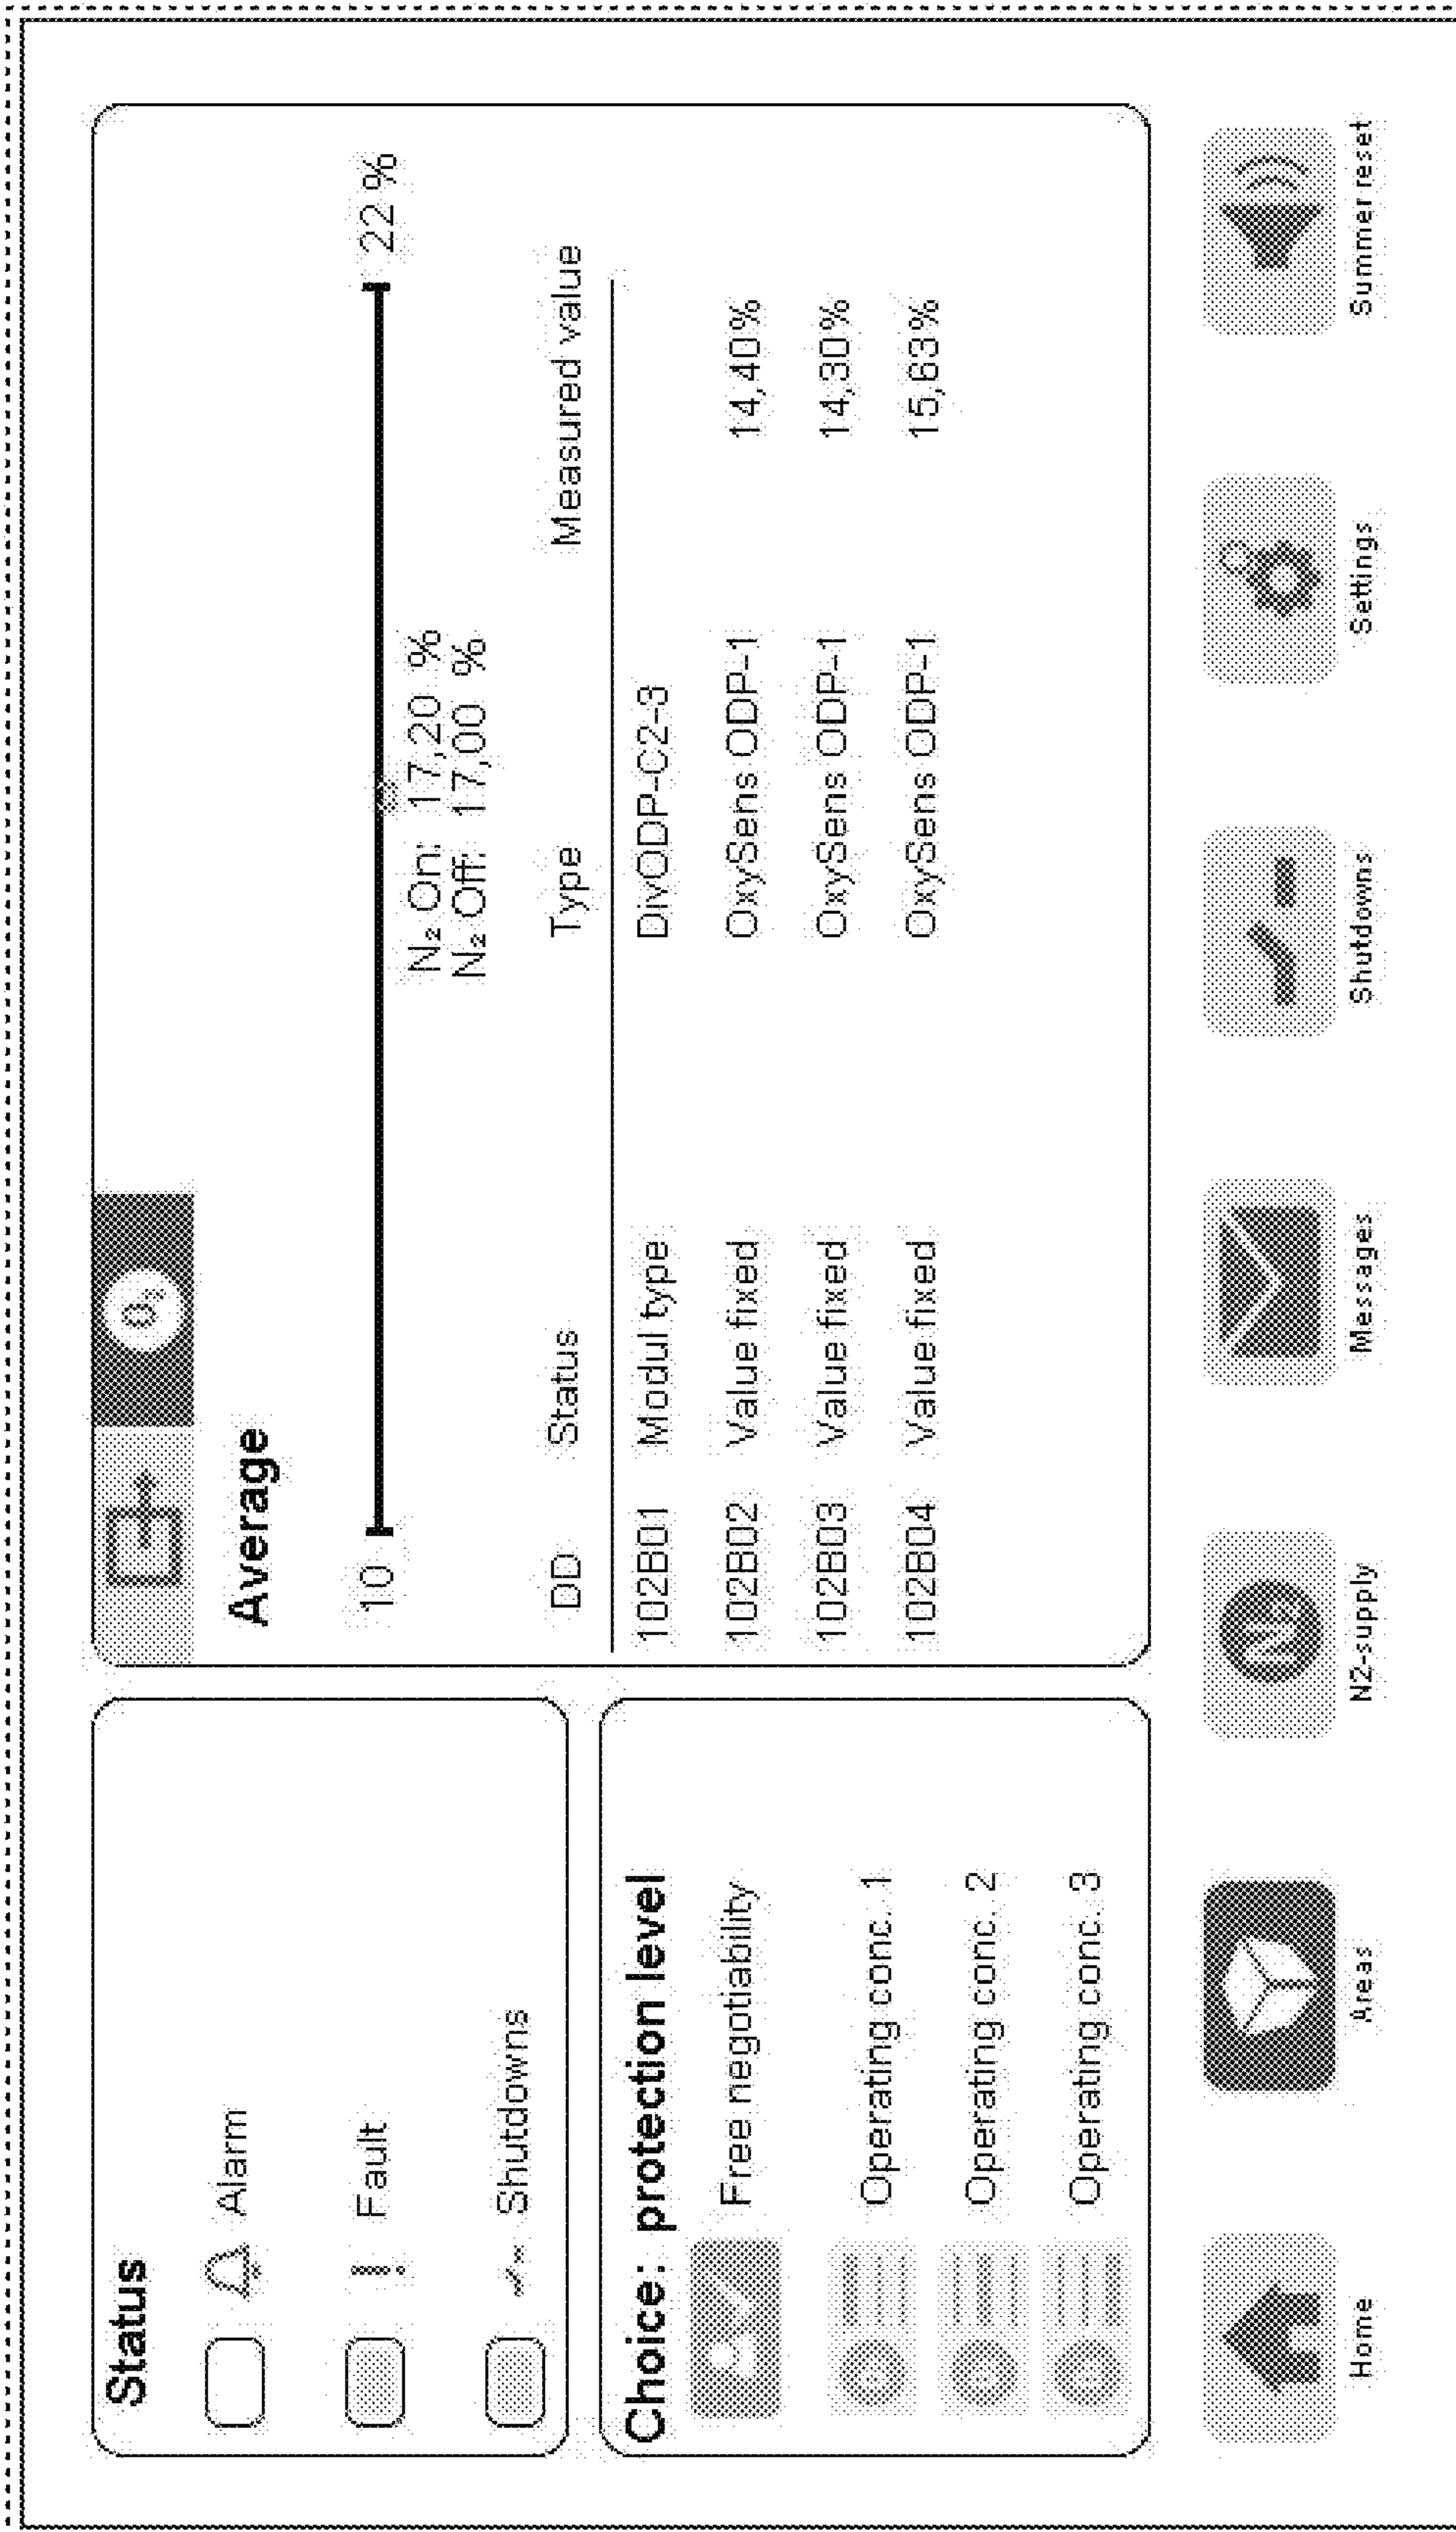 Status
Alarm
! Fault
Shutdowns
Choice: protection level
Free negotiability
Operating conc. 1
Operating conc. 2
Operating conc. 3
O₂
Average
10 22 %
N₂ On: 17,20 %
N₂ Off: 17,00 %
DD Status Type Measured value
102B01 Modul type DivODP-C2-3
102B02 Value fixed OxySens ODP-1 14,40%
102B03 Value fixed OxySens ODP-1 14,30%
102B04 Value fixed OxySens ODP-1 15,63%
N₂
Home Areas N2-supply Messages Shutdowns Settings Summer reset